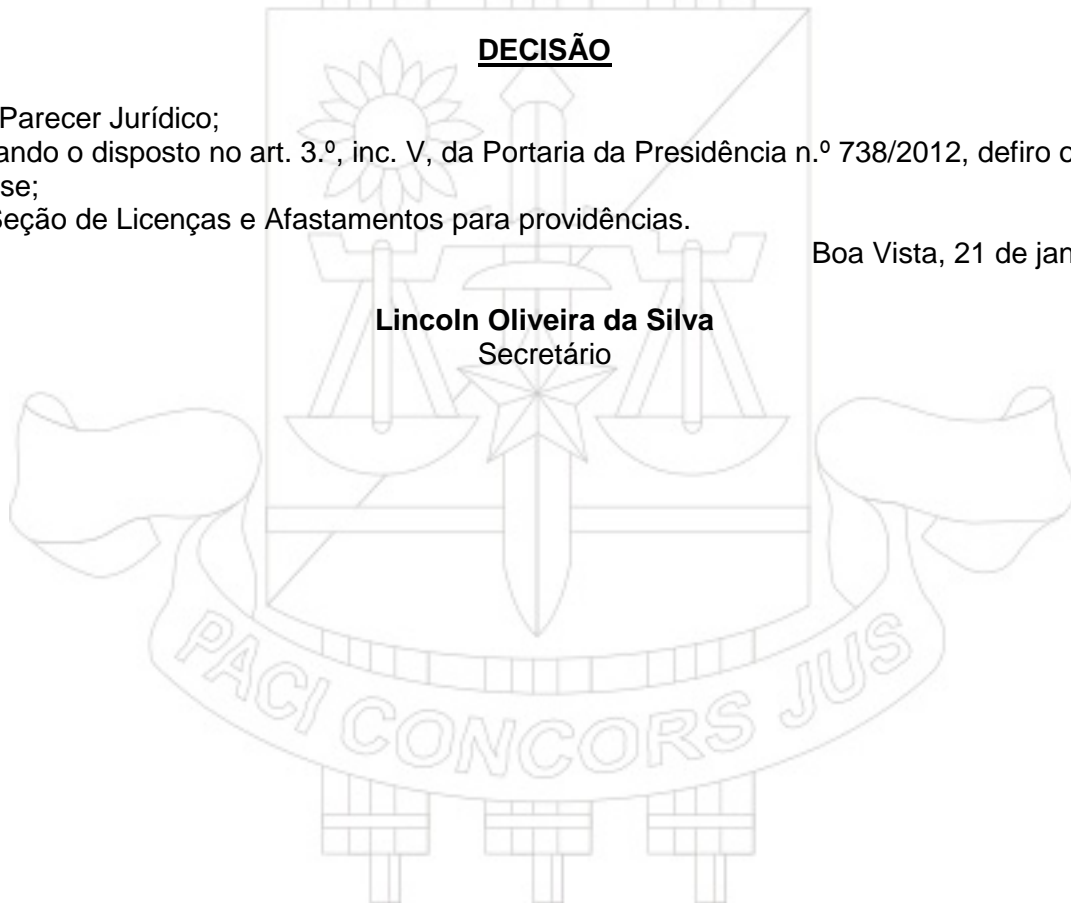 DECISÃO
Parecer Jurídico;
ando o disposto no art. 3.º, inc. V, da Portaria da Presidência n.º 738/2012, defiro o
se;
Seção de Licenças e Afastamentos para providências.
Boa Vista, 21 de jan
Lincoln Oliveira da Silva
Secretário
PACI CONCORS JUS